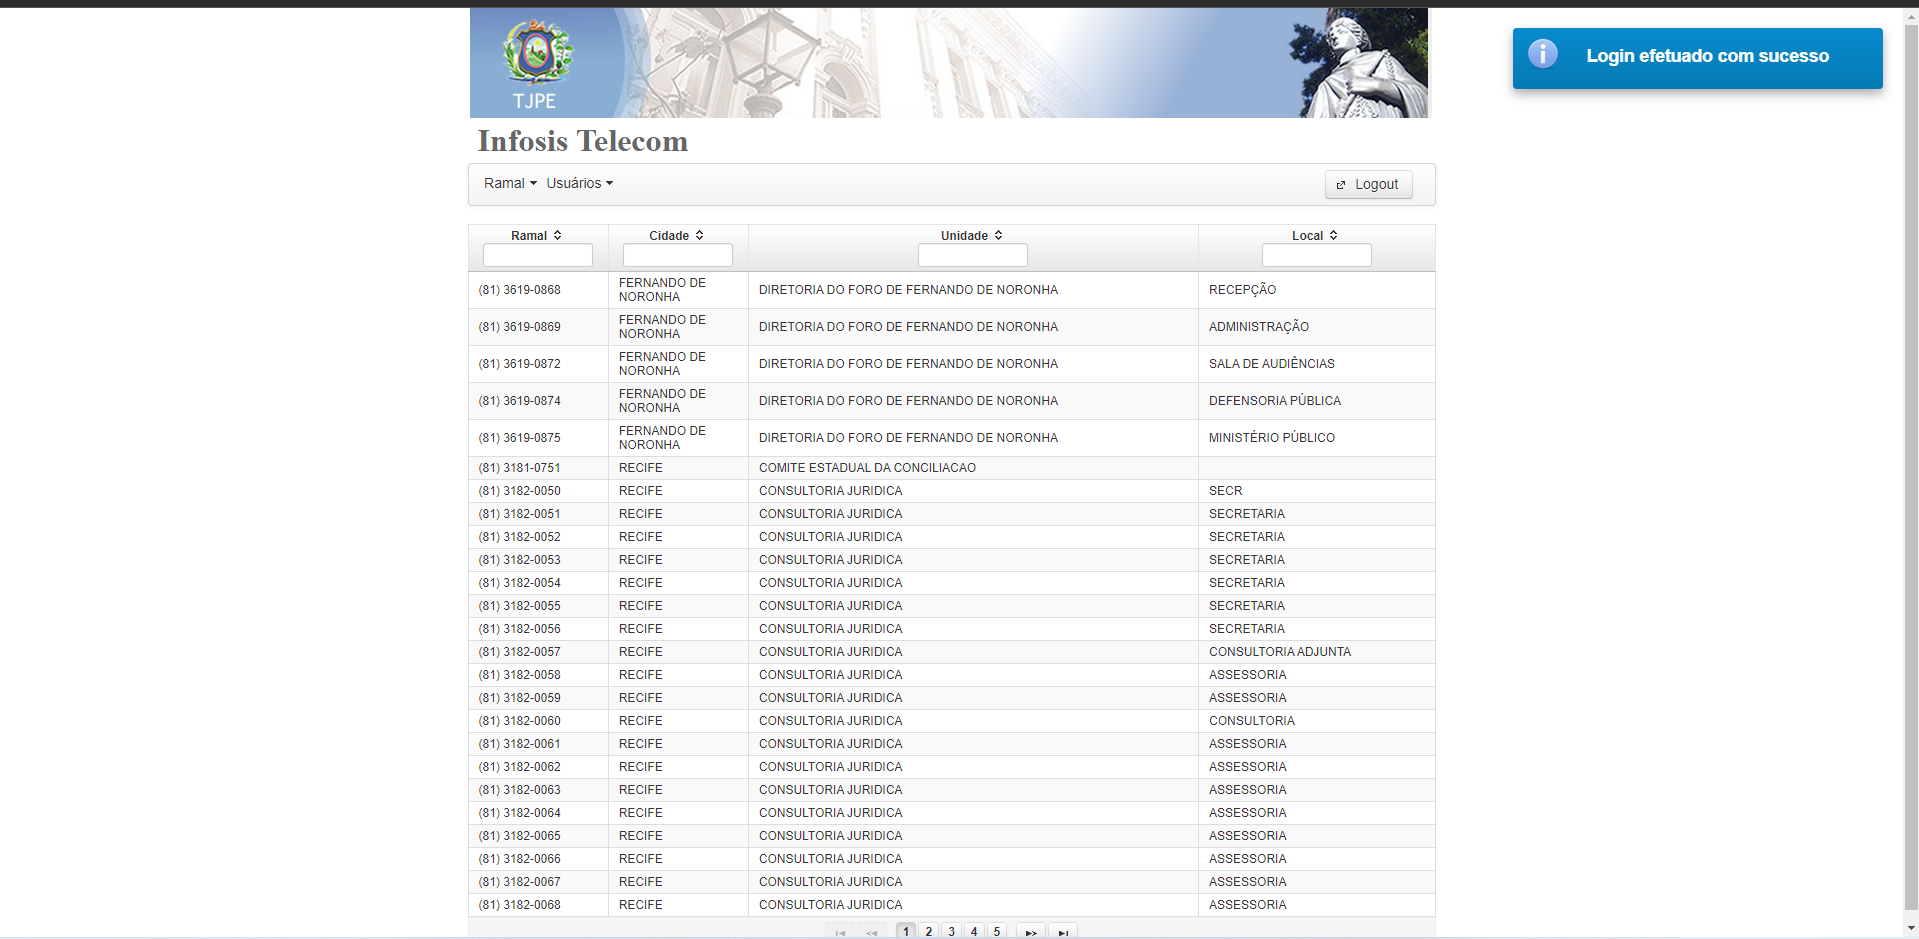 TJPE
Login efetuado com sucesso
Infosis Telecom
Ramal Usuários Logout
Ramal Cidade Unidade Local
(81) 3619-0868 FERNANDO DE NORONHA DIRETORIA DO FORO DE FERNANDO DE NORONHA RECEPÇÃO
(81) 3619-0869 FERNANDO DE NORONHA DIRETORIA DO FORO DE FERNANDO DE NORONHA ADMINISTRAÇÃO
(81) 3619-0872 FERNANDO DE NORONHA DIRETORIA DO FORO DE FERNANDO DE NORONHA SALA DE AUDIÊNCIAS
(81) 3619-0874 FERNANDO DE NORONHA DIRETORIA DO FORO DE FERNANDO DE NORONHA DEFENSORIA PÚBLICA
(81) 3619-0875 FERNANDO DE NORONHA DIRETORIA DO FORO DE FERNANDO DE NORONHA MINISTÉRIO PÚBLICO
(81) 3181-0751 RECIFE COMITE ESTADUAL DA CONCILIACAO
(81) 3182-0050 RECIFE CONSULTORIA JURIDICA SECR
(81) 3182-0051 RECIFE CONSULTORIA JURIDICA SECRETARIA
(81) 3182-0052 RECIFE CONSULTORIA JURIDICA SECRETARIA
(81) 3182-0053 RECIFE CONSULTORIA JURIDICA SECRETARIA
(81) 3182-0054 RECIFE CONSULTORIA JURIDICA SECRETARIA
(81) 3182-0055 RECIFE CONSULTORIA JURIDICA SECRETARIA
(81) 3182-0056 RECIFE CONSULTORIA JURIDICA SECRETARIA
(81) 3182-0057 RECIFE CONSULTORIA JURIDICA CONSULTORIA ADJUNTA
(81) 3182-0058 RECIFE CONSULTORIA JURIDICA ASSESSORIA
(81) 3182-0059 RECIFE CONSULTORIA JURIDICA ASSESSORIA
(81) 3182-0060 RECIFE CONSULTORIA JURIDICA CONSULTORIA
(81) 3182-0061 RECIFE CONSULTORIA JURIDICA ASSESSORIA
(81) 3182-0062 RECIFE CONSULTORIA JURIDICA ASSESSORIA
(81) 3182-0063 RECIFE CONSULTORIA JURIDICA ASSESSORIA
(81) 3182-0064 RECIFE CONSULTORIA JURIDICA ASSESSORIA
(81) 3182-0065 RECIFE CONSULTORIA JURIDICA ASSESSORIA
(81) 3182-0066 RECIFE CONSULTORIA JURIDICA ASSESSORIA
(81) 3182-0067 RECIFE CONSULTORIA JURIDICA ASSESSORIA
(81) 3182-0068 RECIFE CONSULTORIA JURIDICA ASSESSORIA
1 2 3 4 5